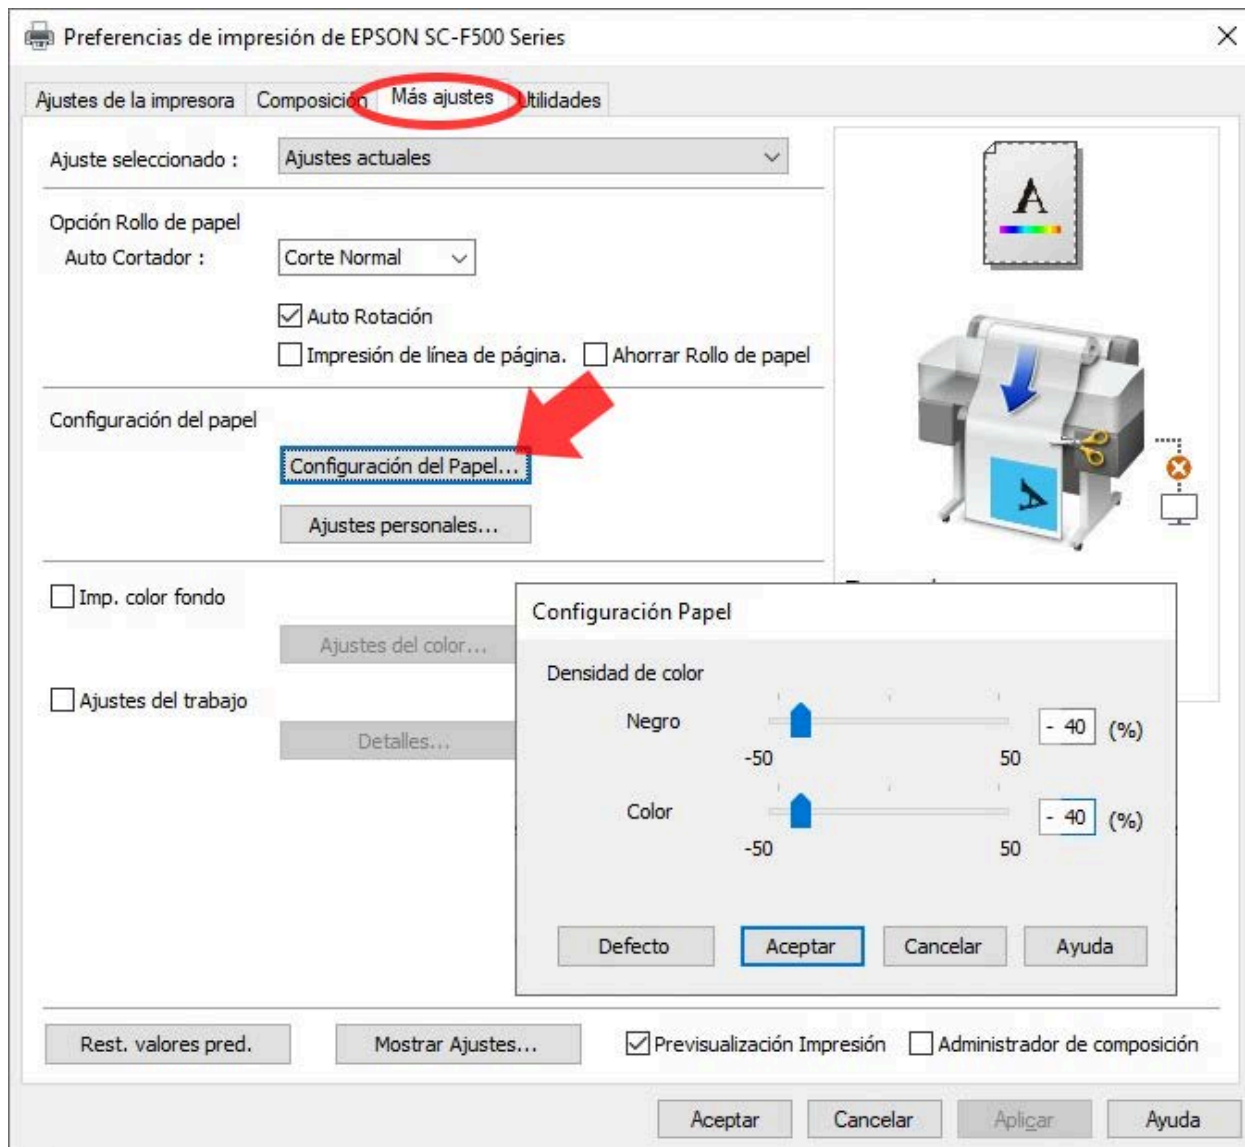 Preferencias de impresión de EPSON SC-F500 Series
Ajustes de la impresora Composición Más ajustes Utilidades
Ajuste seleccionado : Ajustes actuales
Opción Rollo de papel
Auto Cortador : Corte Normal
Auto Rotación
Impresión de línea de página. Ahorrar Rollo de papel
Configuración del papel
Configuración del Papel...
Ajustes personales...
Imp. color fondo
Ajustes del color...
Ajustes del trabajo
Detalles...
A
A
Configuración Papel
Densidad de color
Negro - 40 (%)
-50 50
Color - 40 (%)
-50 50
Defecto Aceptar Cancelar Ayuda
Rest. valores pred. Mostrar Ajustes... Previsualización Impresión Administrador de composición
Aceptar Cancelar Aplicar Ayuda